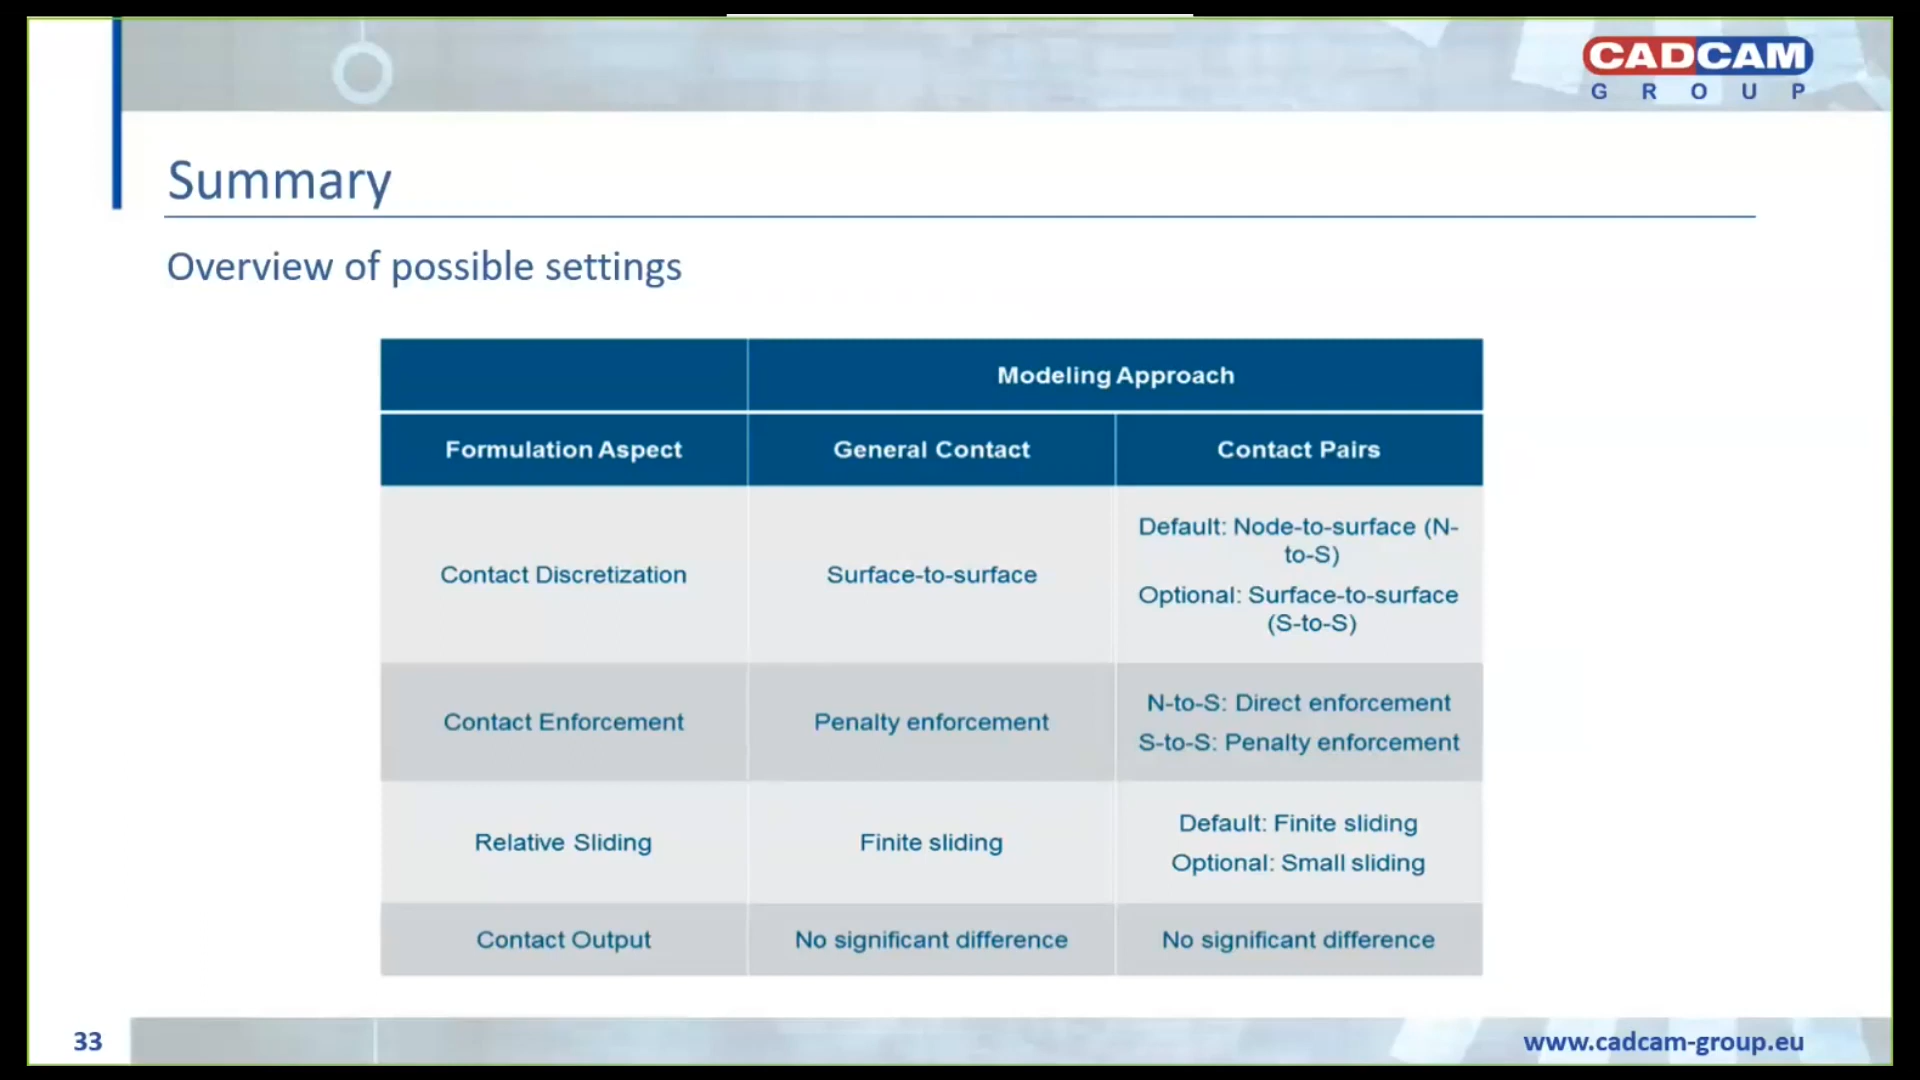 CADCAM
GROUP
Summary
Overview of possible settings
Modeling Approach
Formulation Aspect
General Contact
Contact Pairs
Contact Discretization
Surface-to-surface
Default: Node-to-surface (N-
to-S)
Optional: Surface-to-surface
(S-to-S)
Contact Enforcement
Penalty enforcement
N-to-S: Direct enforcement
S-to-S: Penalty enforcement
Relative Sliding
Finite sliding
Default: Finite sliding
Optional: Small sliding
Contact Output
No significant difference
No significant difference
33
www.cadcam-group.eu